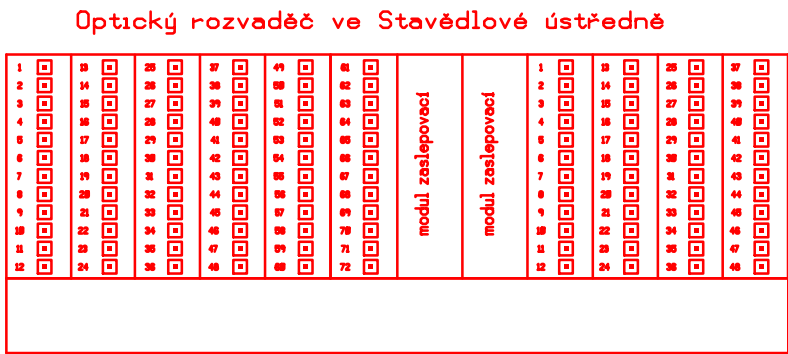 Optický rozvaděč ve Stavědlové ústředně
1 13 25 37 49 61 1 13 25 37
2 14 26 38 50 62 2 14 26 38
3 15 27 39 51 63 3 15 27 39
4 16 28 40 52 64 4 16 28 40
5 17 29 41 53 65 5 17 29 41
6 18 30 42 54 66 6 18 30 42
7 19 31 43 55 67 7 19 31 43
8 20 32 44 56 68 8 20 32 44
9 21 33 45 57 69 9 21 33 45
10 22 34 46 58 70 10 22 34 46
11 23 35 47 59 71 11 23 35 47
12 24 36 48 60 72 12 24 36 48
modul zaslepovací
modul zaslepovací